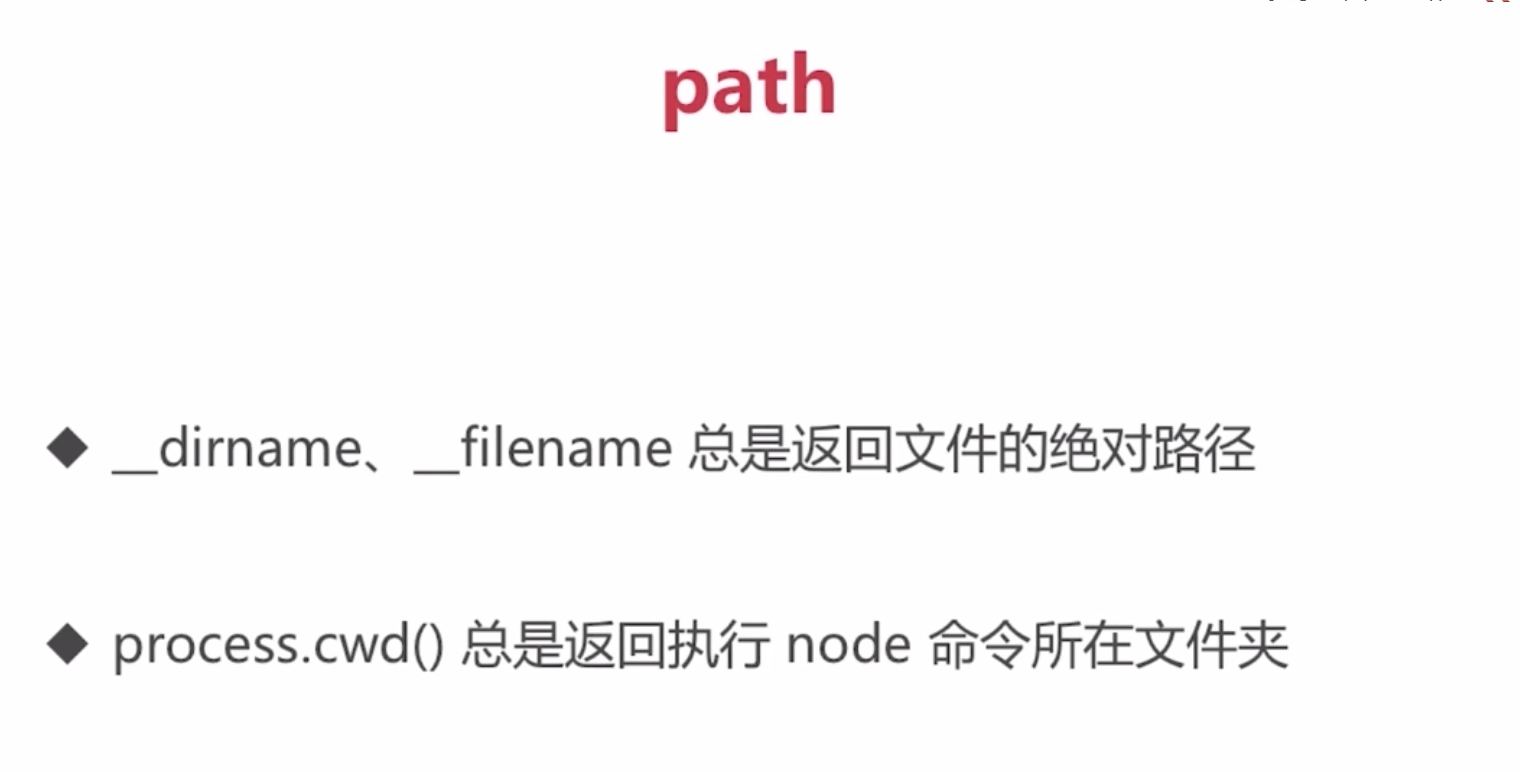 path
◆ __dirname、__filename 总是返回文件的绝对路径
◆ process.cwd() 总是返回执行 node 命令所在文件夹